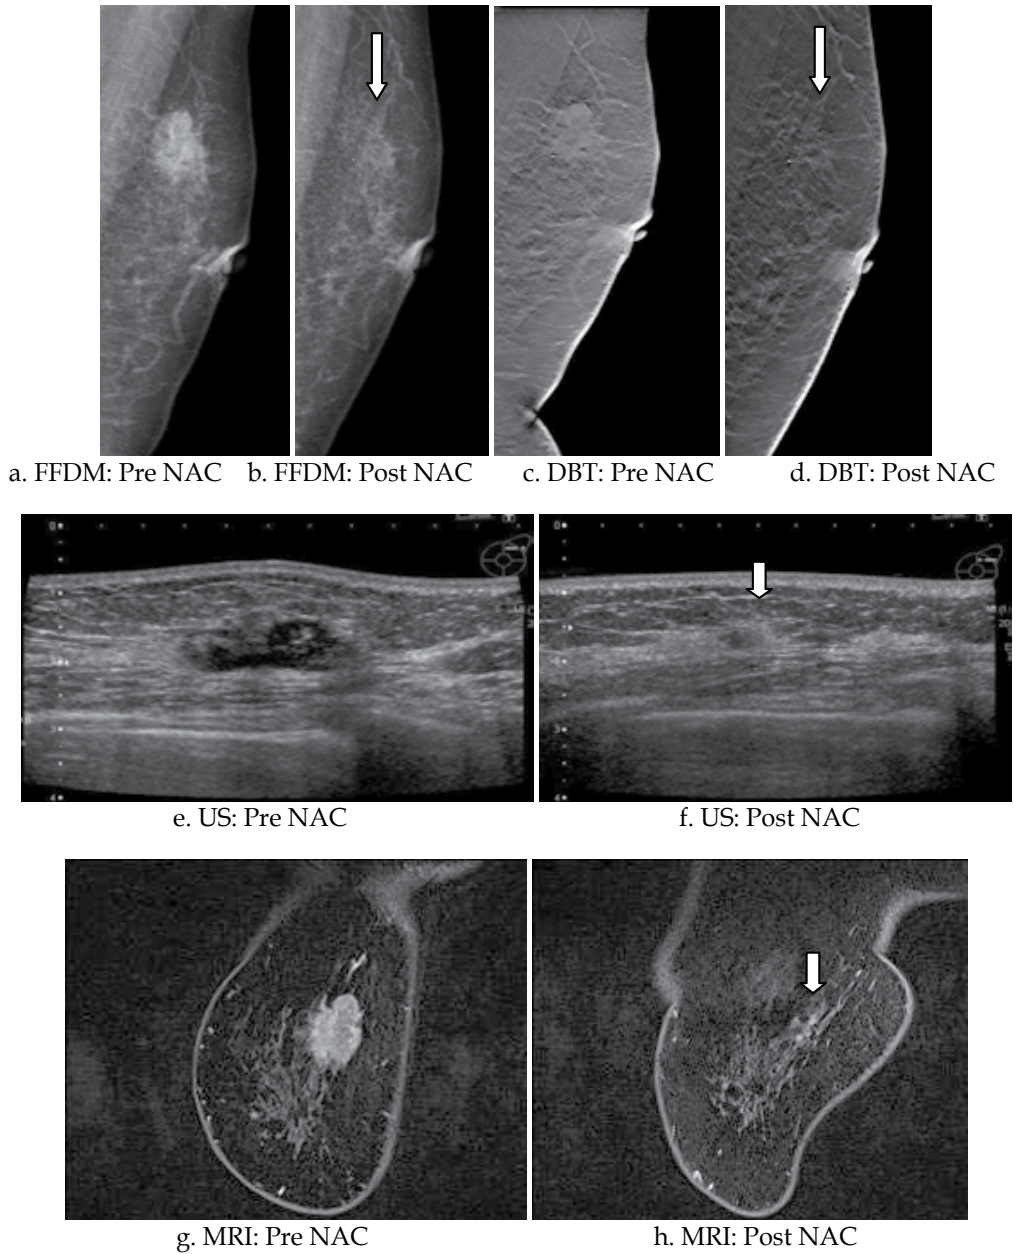 a. FFDM: Pre NAC b. FFDM: Post NAC c. DBT: Pre NAC d. DBT: Post NAC
e. US: Pre NAC f. US: Post NAC
g. MRI: Pre NAC h. MRI: Post NAC